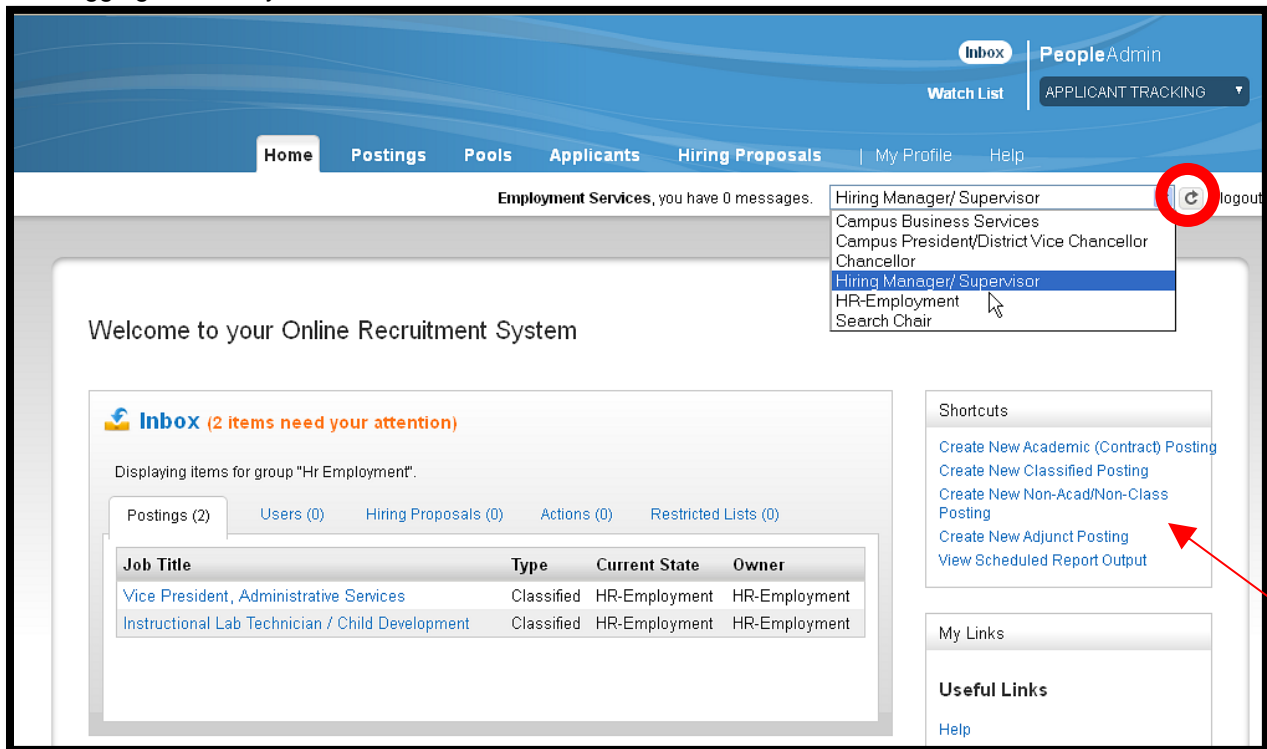 Inbox
PeopleAdmin
Watch List
APPLICANT TRACKING
Home Postings Pools Applicants Hiring Proposals | My Profile Help
Employment Services, you have 0 messages.
Hiring Manager/ Supervisor
logout
Campus Business Services
Campus President/District Vice Chancellor
Chancellor
Hiring Manager/ Supervisor
HR-Employment
Search Chair
Welcome to your Online Recruitment System
Inbox (2 items need your attention)
Displaying items for group "Hr Employment".
Postings (2) Users (0) Hiring Proposals (0) Actions (0) Restricted Lists (0)
Job Title Type Current State Owner
Vice President, Administrative Services Classified HR-Employment HR-Employment
Instructional Lab Technician / Child Development Classified HR-Employment HR-Employment
Shortcuts
Create New Academic (Contract) Posting
Create New Classified Posting
Create New Non-Acad/Non-Class
Posting
Create New Adjunct Posting
View Scheduled Report Output
My Links
Useful Links
Help